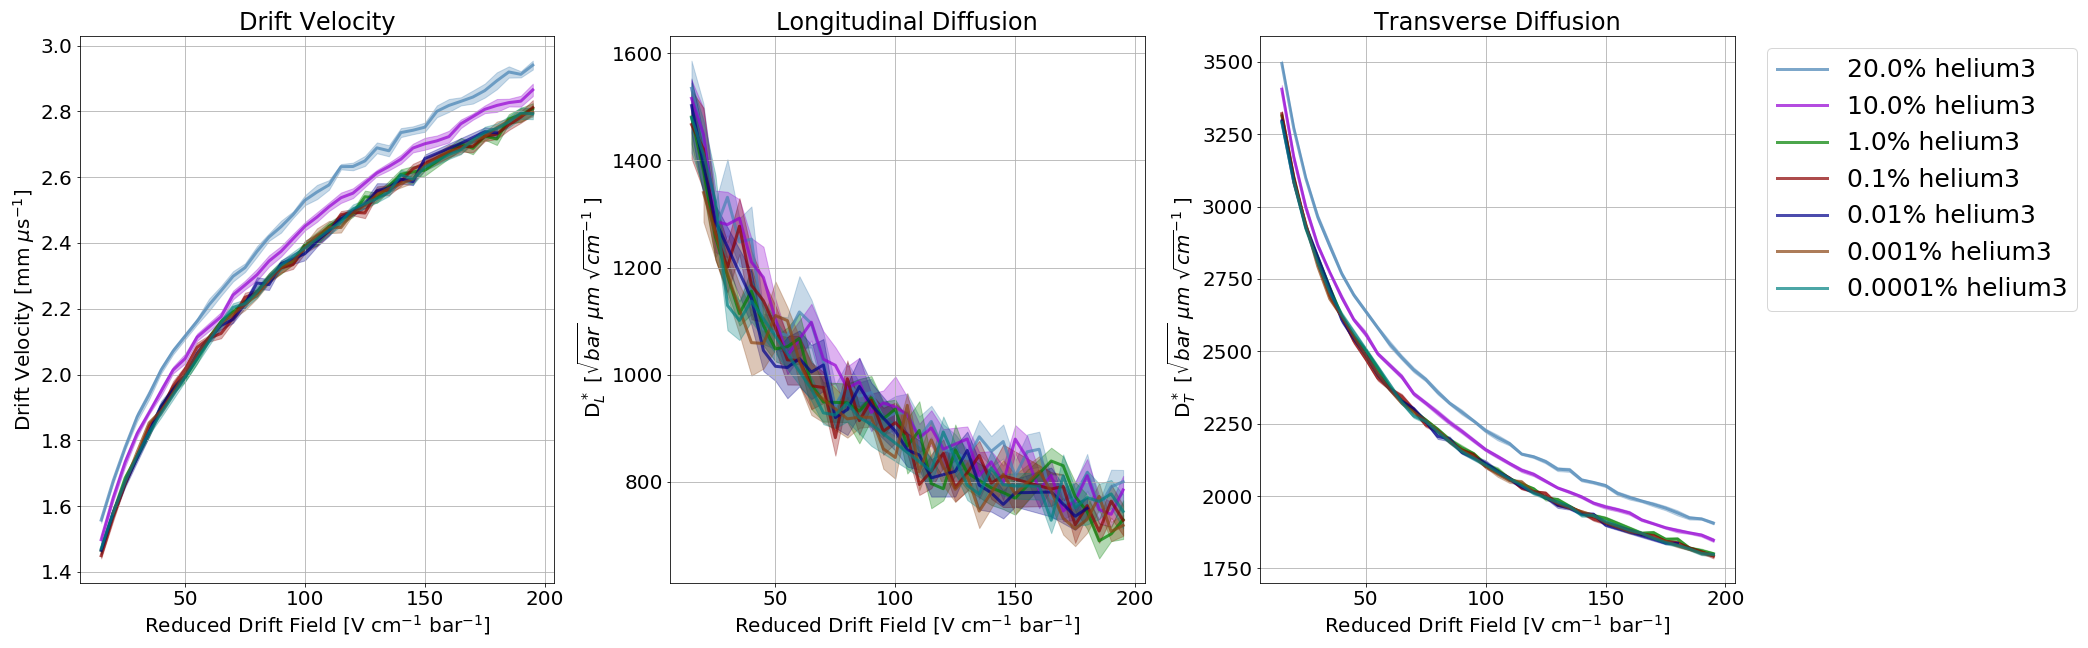 Drift Velocity
Drift Velocity [mm μs⁻¹]
3.0
2.8
2.6
2.4
2.2
2.0
1.8
1.6
1.4
50 100 150 200
Reduced Drift Field [V cm⁻¹ bar⁻¹]
Longitudinal Diffusion
D*_L [√bar μm √cm⁻¹ ]
1600
1400
1200
1000
800
50 100 150 200
Reduced Drift Field [V cm⁻¹ bar⁻¹]
Transverse Diffusion
D*_T [√bar μm √cm⁻¹ ]
3500
3250
3000
2750
2500
2250
2000
1750
50 100 150 200
Reduced Drift Field [V cm⁻¹ bar⁻¹]
20.0% helium3
10.0% helium3
1.0% helium3
0.1% helium3
0.01% helium3
0.001% helium3
0.0001% helium3